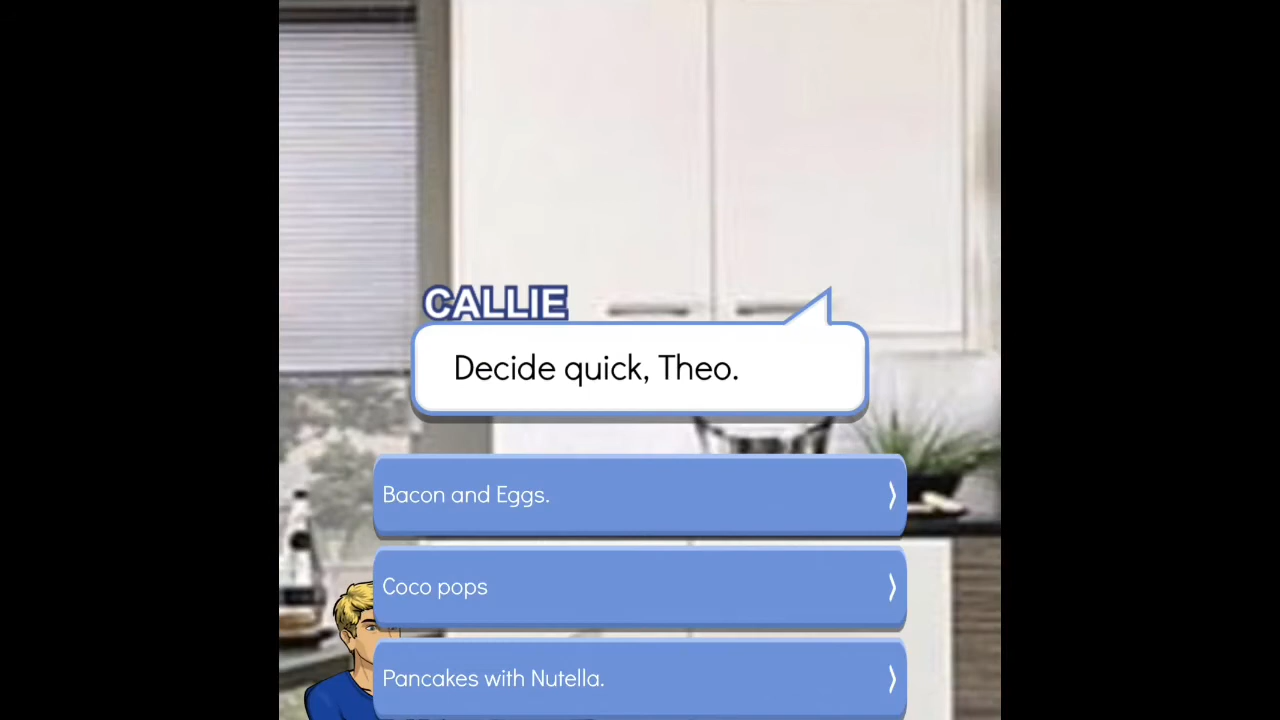 CALLIE
Decide quick, Theo.
Bacon and Eggs.
Coco pops
Pancakes with Nutella.